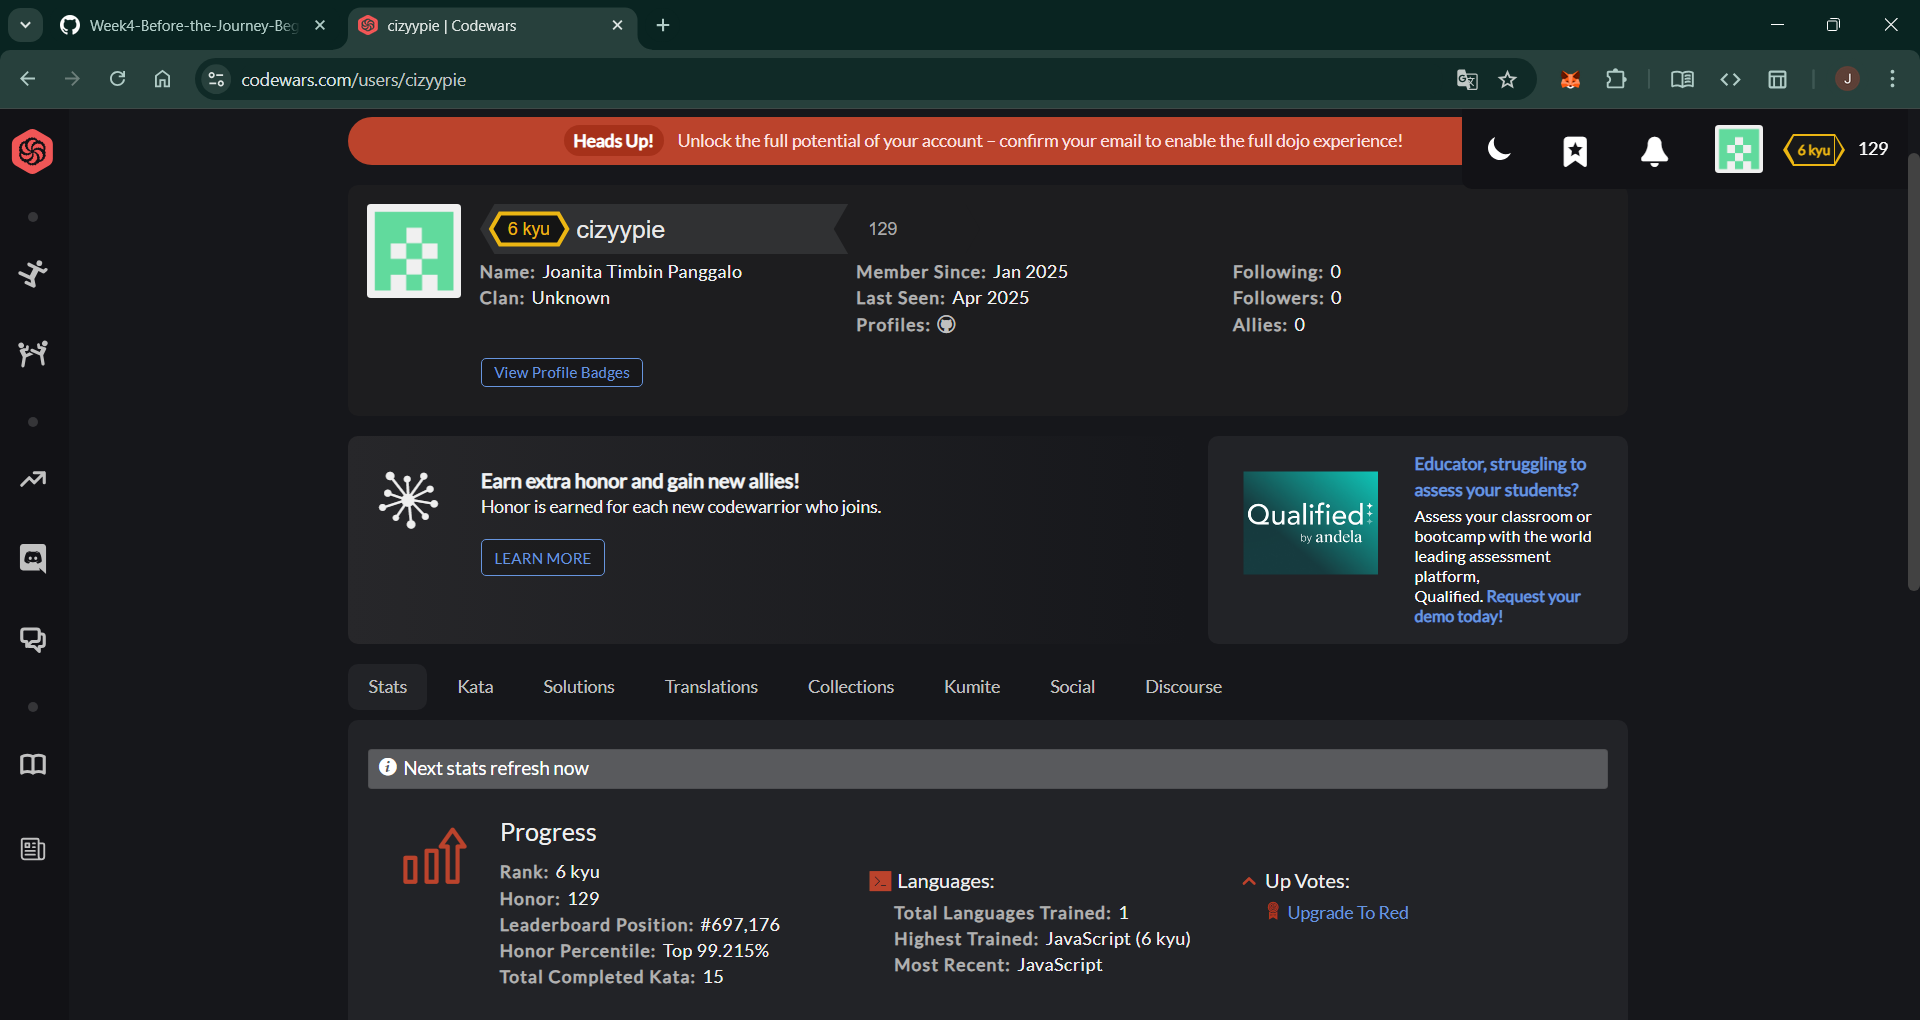 Week4-Before-the-Journey-Beg
cizyypie | Codewars
codewars.com/users/cizyypie
J
Heads Up! Unlock the full potential of your account – confirm your email to enable the full dojo experience!
6 kyu 129
6 kyu cizyypie 129
Name: Joanita Timbin Panggalo
Clan: Unknown
Member Since: Jan 2025
Last Seen: Apr 2025
Profiles:
Following: 0
Followers: 0
Allies: 0
View Profile Badges
Earn extra honor and gain new allies!
Honor is earned for each new codewarrior who joins.
LEARN MORE
Qualified
by andela
Educator, struggling to
assess your students?
Assess your classroom or
bootcamp with the world
leading assessment
platform,
Qualified. Request your
demo today!
Stats Kata Solutions Translations Collections Kumite Social Discourse
Next stats refresh now
Progress
Rank: 6 kyu
Honor: 129
Leaderboard Position: #697,176
Honor Percentile: Top 99.215%
Total Completed Kata: 15
Languages:
Total Languages Trained: 1
Highest Trained: JavaScript (6 kyu)
Most Recent: JavaScript
Up Votes:
Upgrade To Red